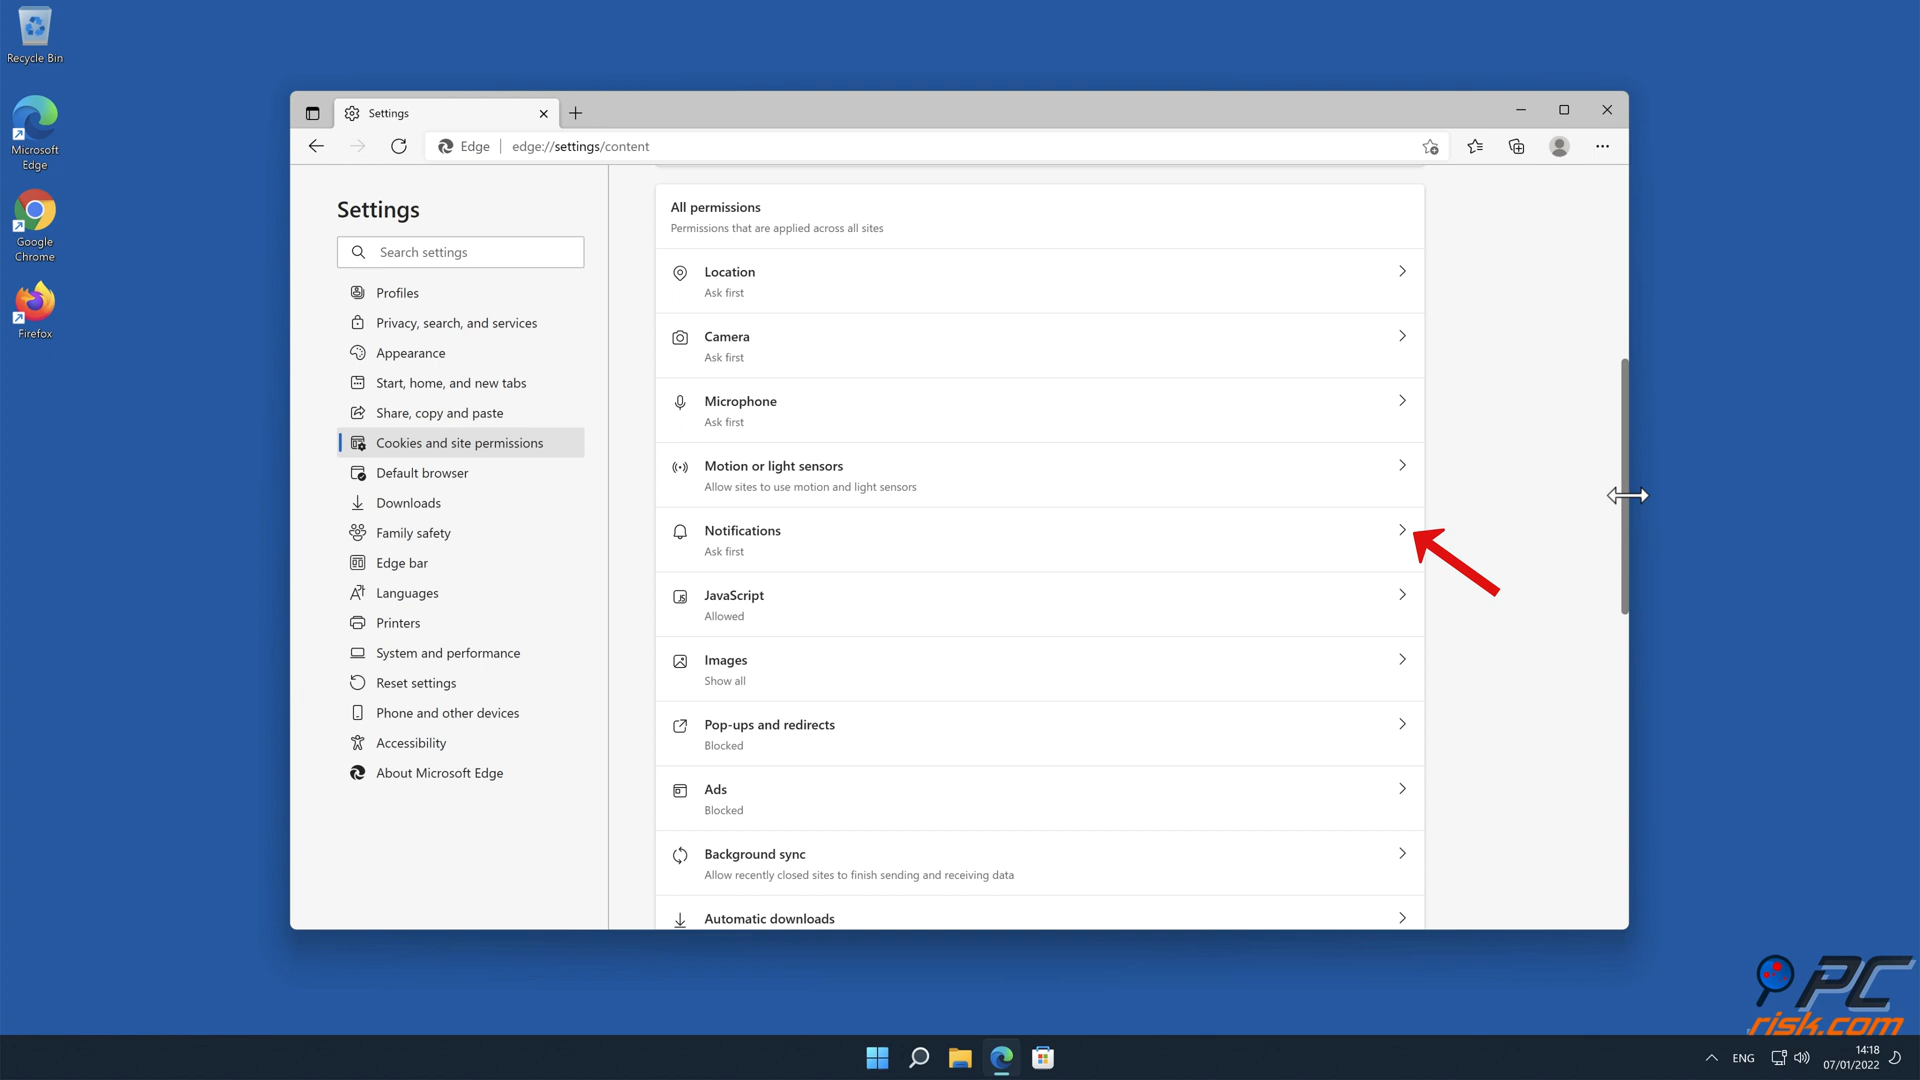 Recycle Bin
Microsoft
Edge
Google
Chrome
Firefox
Settings
Edge
edge://settings/content
Settings
Search settings
Profiles
Privacy, search, and services
Appearance
Start, home, and new tabs
Share, copy and paste
Cookies and site permissions
Default browser
Downloads
Family safety
Edge bar
Languages
Printers
System and performance
Reset settings
Phone and other devices
Accessibility
About Microsoft Edge
All permissions
Permissions that are applied across all sites
Location
Ask first
Camera
Ask first
Microphone
Ask first
Motion or light sensors
Allow sites to use motion and light sensors
Notifications
Ask first
JavaScript
Allowed
Images
Show all
Pop-ups and redirects
Blocked
Ads
Blocked
Background sync
Allow recently closed sites to finish sending and receiving data
Automatic downloads
PC
risk.com
ENG
14:18
07/01/2022